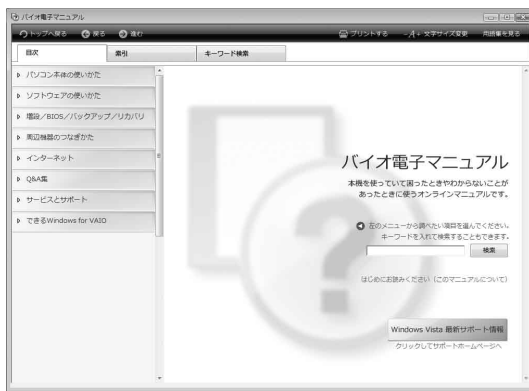 バイオ電子マニュアル
トップへ戻る 戻る 進む プリントする -A+ 文字サイズ変更 用語集を見る
目次 索引 キーワード検索
パソコン本体の使いかた
ソフトウェアの使いかた
増設／BIOS／バックアップ／リカバリ
周辺機器のつなぎかた
インターネット
Q&A集
サービスとサポート
できるWindows for VAIO
バイオ電子マニュアル
本機を使っていて困ったときやわからないことが
あったときに使うオンラインマニュアルです。
左のメニューから調べたい項目を選んでください。
キーワードを入れて検索することもできます。
検索
はじめにお読みください（このマニュアルについて）
Windows Vista 最新サポート情報
クリックしてサポートホームページへ